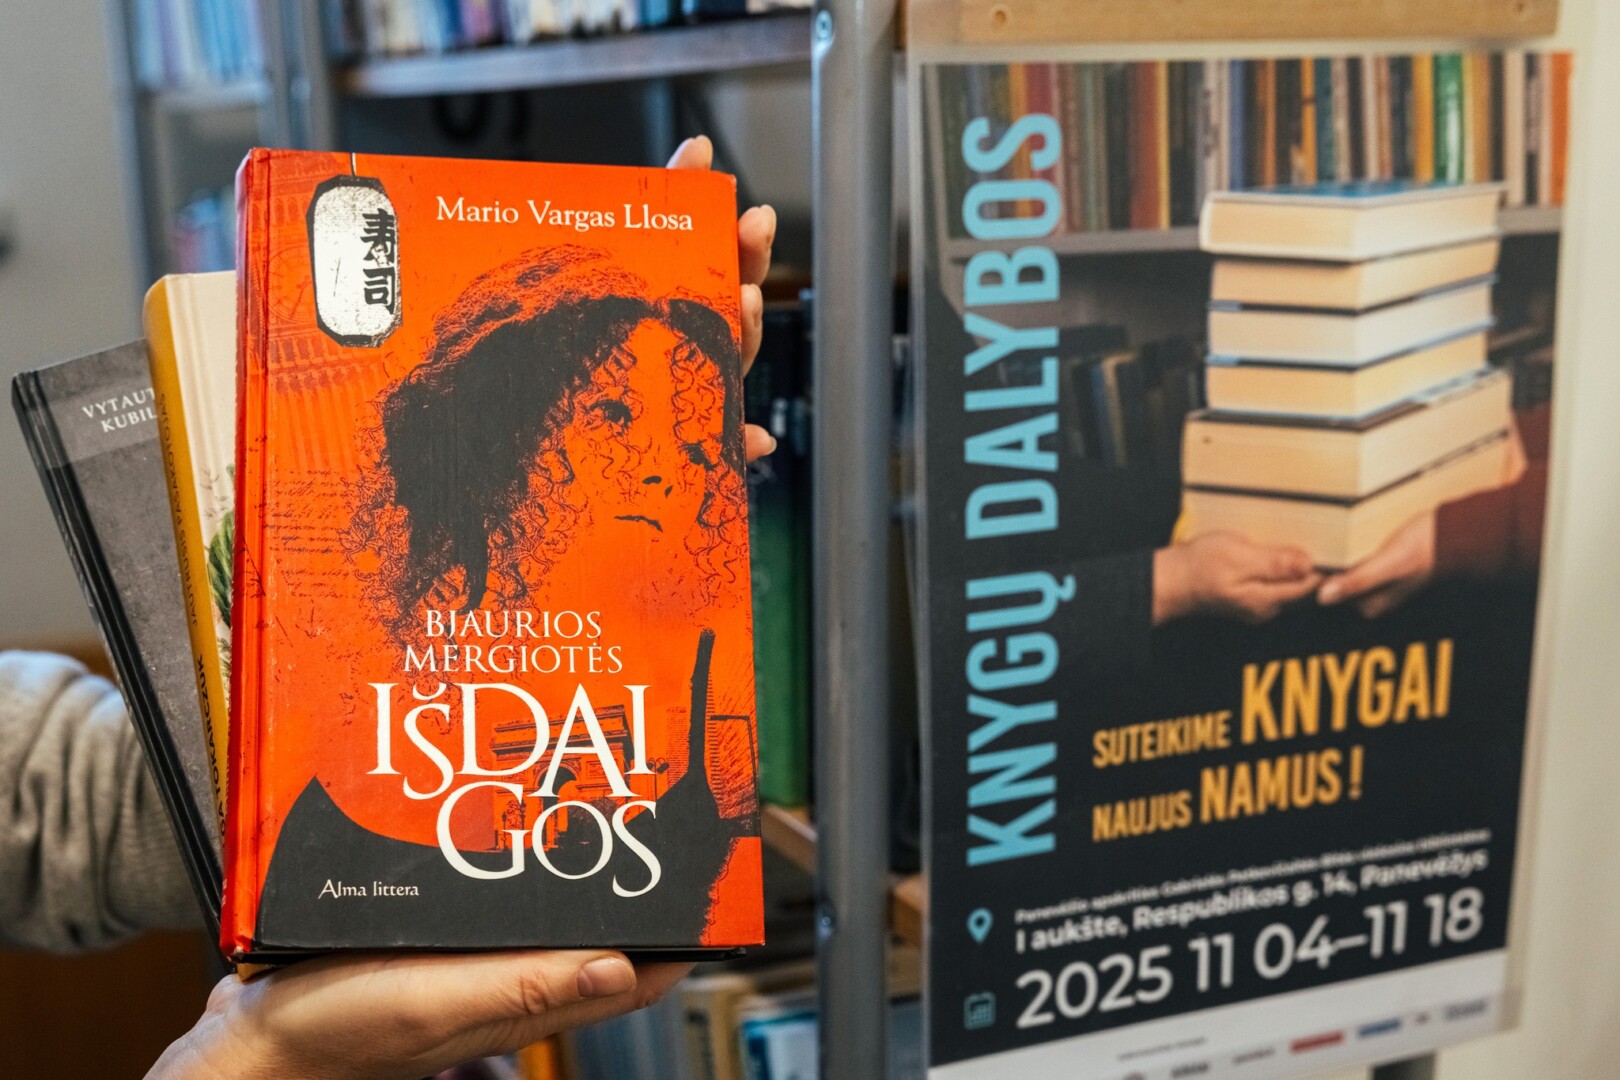 Mario Vargas Llosa
寿司
BJAURIOS
MERGIOTĖS
IŠDAI
GOS
Alma littera
VYTAUT
KUBIL
KNYGŲ DALYBOS
SUTEIKIME KNYGAI
NAUJUS NAMUS!
I aukšte, Respublikos g. 14, Panevėžys
2025 11 04–11 18